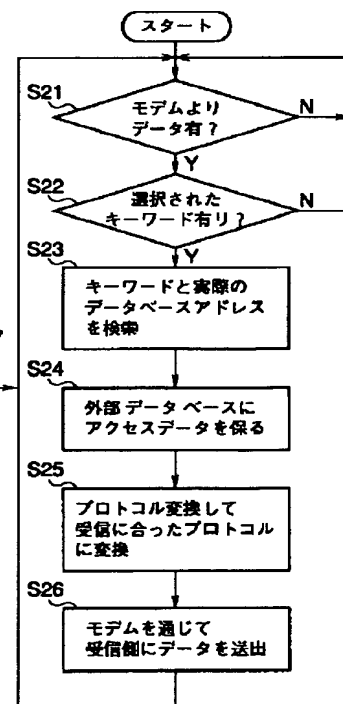 スタート
S21
モデムより
データ有?
N
Y
S22
選択された
キーワード有り?
N
Y
S23
キーワードと実際の
データベースアドレス
を検索
S24
外部データベースに
アクセスデータを保る
S25
プロトコル変換して
受信に合ったプロトコル
に変換
S26
モデムを通じて
受信側にデータを送出